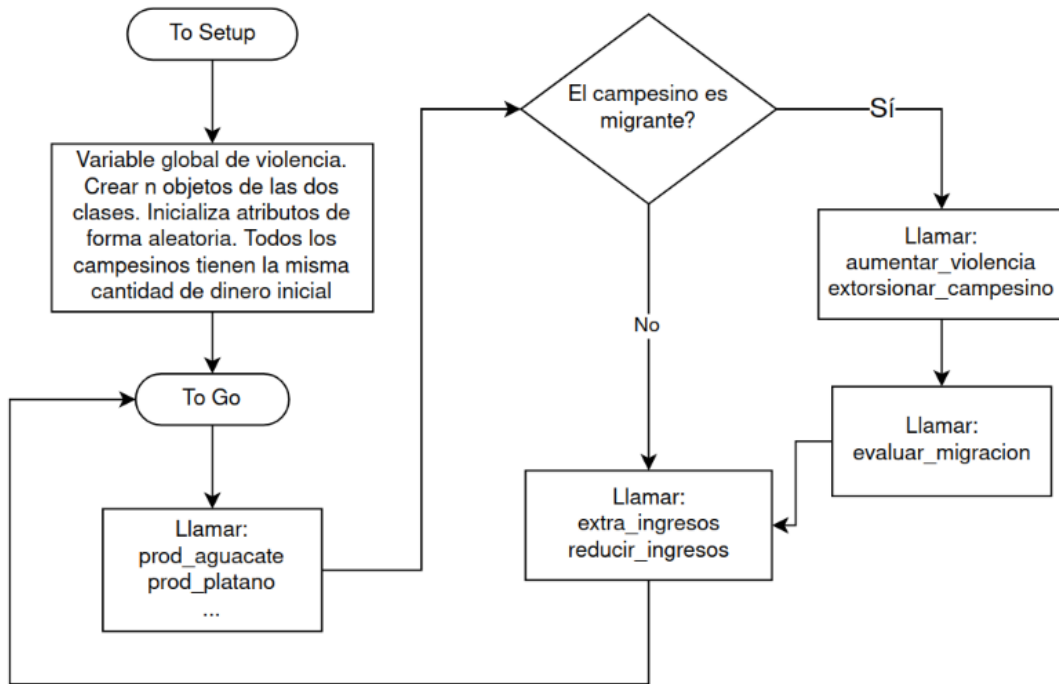 To Setup
Variable global de violencia.
Crear n objetos de las dos
clases. Inicializa atributos de
forma aleatoria. Todos los
campesinos tienen la misma
cantidad de dinero inicial
To Go
Llamar:
prod_aguacate
prod_platano
...
El campesino es
migrante?
Sí
No
Llamar:
aumentar_violencia
extorsionar_campesino
Llamar:
evaluar_migracion
Llamar:
extra_ingresos
reducir_ingresos